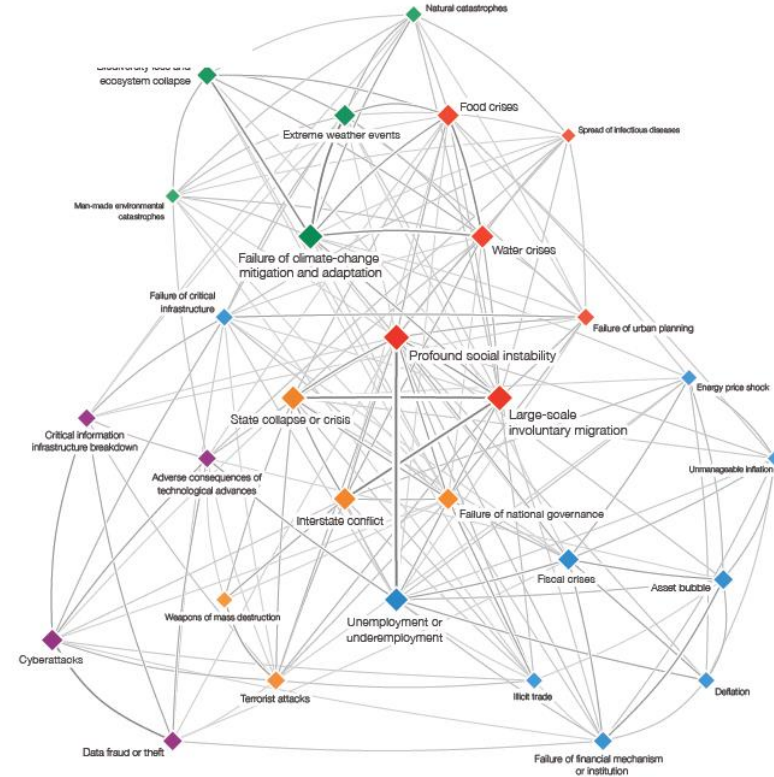 Natural catastrophes
Biodiversity loss and
ecosystem collapse
Food crises
Extreme weather events
Spread of infectious diseases
Man-made environmental
catastrophes
Water crises
Failure of climate-change
mitigation and adaptation
Failure of critical
infrastructure
Failure of urban planning
Profound social instability
Energy price shock
State collapse or crisis
Large-scale
involuntary migration
Critical information
infrastructure breakdown
Unmanageable inflation
Adverse consequences of
technological advances
Interstate conflict
Failure of national governance
Fiscal crises
Asset bubble
Weapons of mass destruction
Unemployment or
underemployment
Cyberattacks
Terrorist attacks
Illicit trade
Deflation
Data fraud or theft
Failure of financial mechanism
or institution